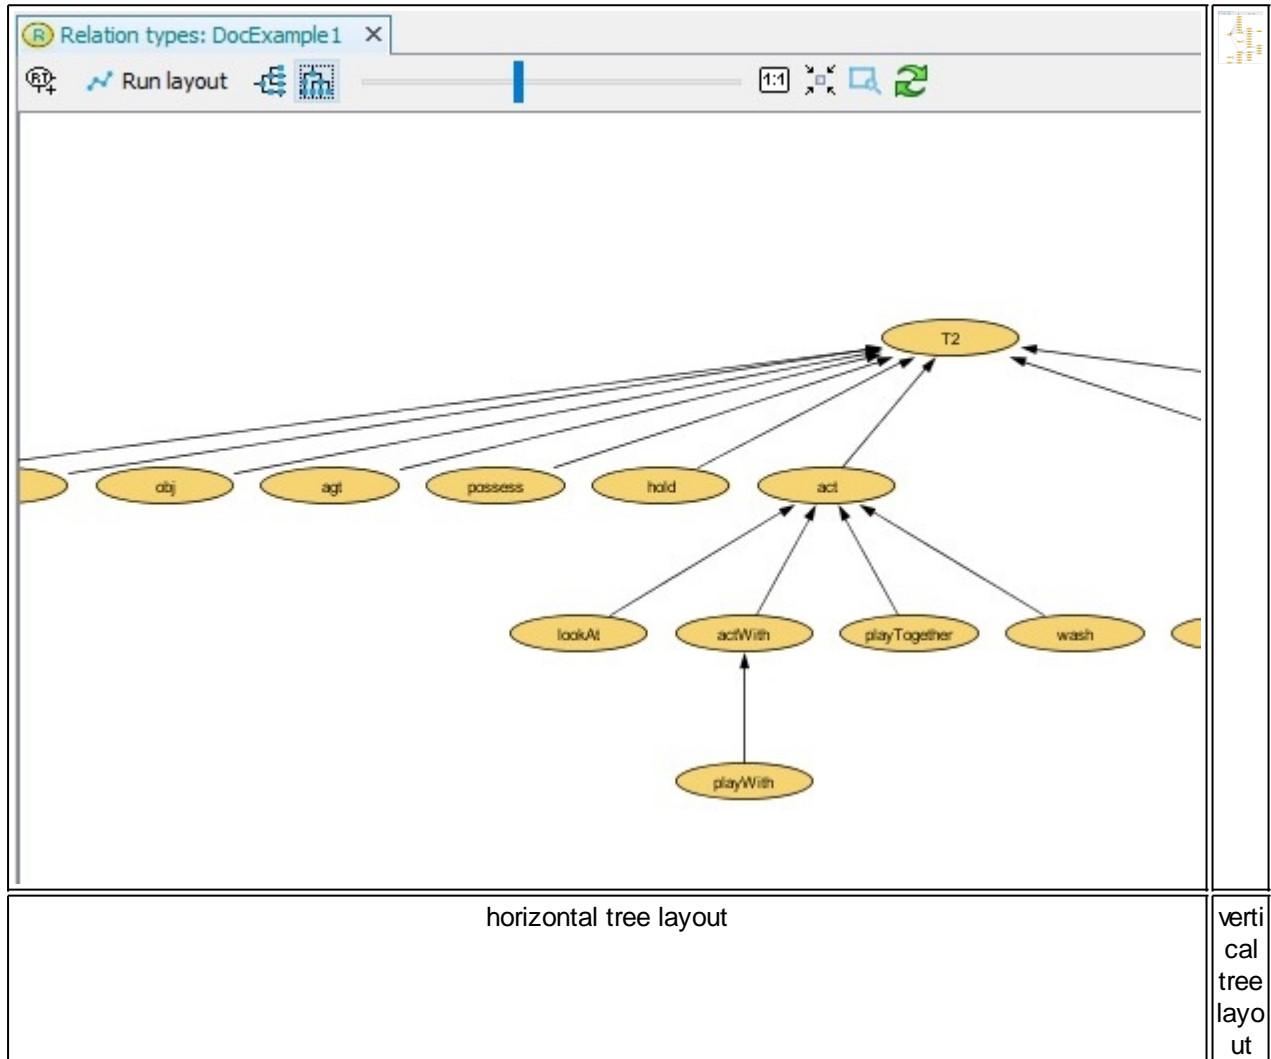 R Relation types: DocExample1 X
RT+ Run layout 1:1
T2
obj agt possess hold act
lookAt actWith playTogether wash
playWith
horizontal tree layout
verti
cal
tree
layo
ut